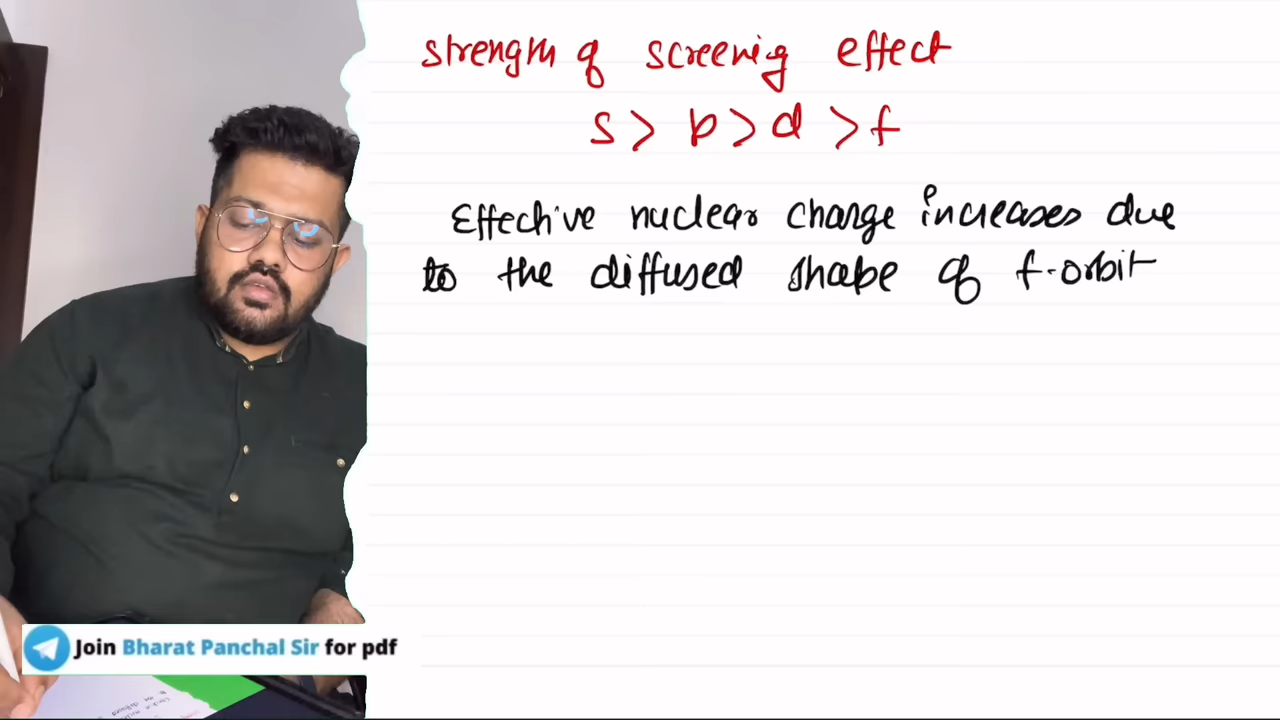 strength of screening effect
s > p > d > f
Effective nuclear charge increases due
to the diffused shape of f-orbit
Join Bharat Panchal Sir for pdf